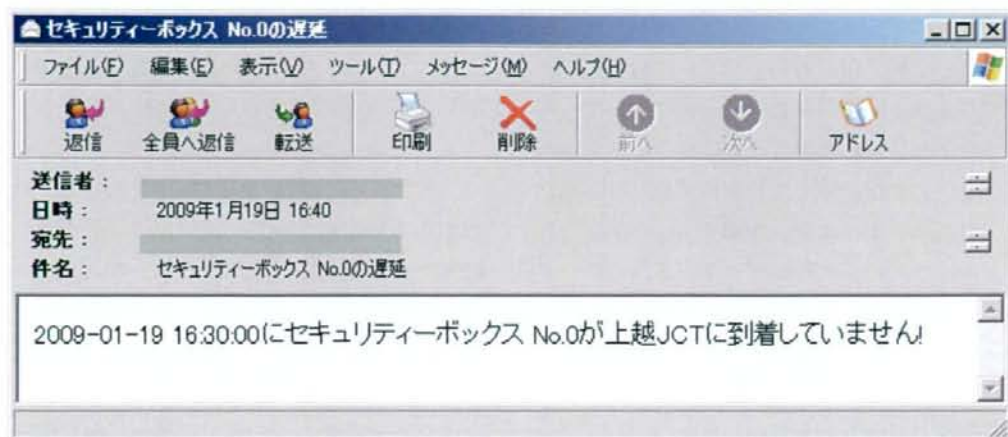 セキュリティーボックス No.0の遅延
ファイル(F) 編集(E) 表示(V) ツール(T) メッセージ(M) ヘルプ(H)
返信 全員へ返信 転送 印刷 削除 前へ 次へ アドレス
送信者：
日時： 2009年1月19日 16:40
宛先：
件名： セキュリティーボックス No.0の遅延
2009-01-19 16:30:00にセキュリティーボックス No.0が上越JCTに到着していません!